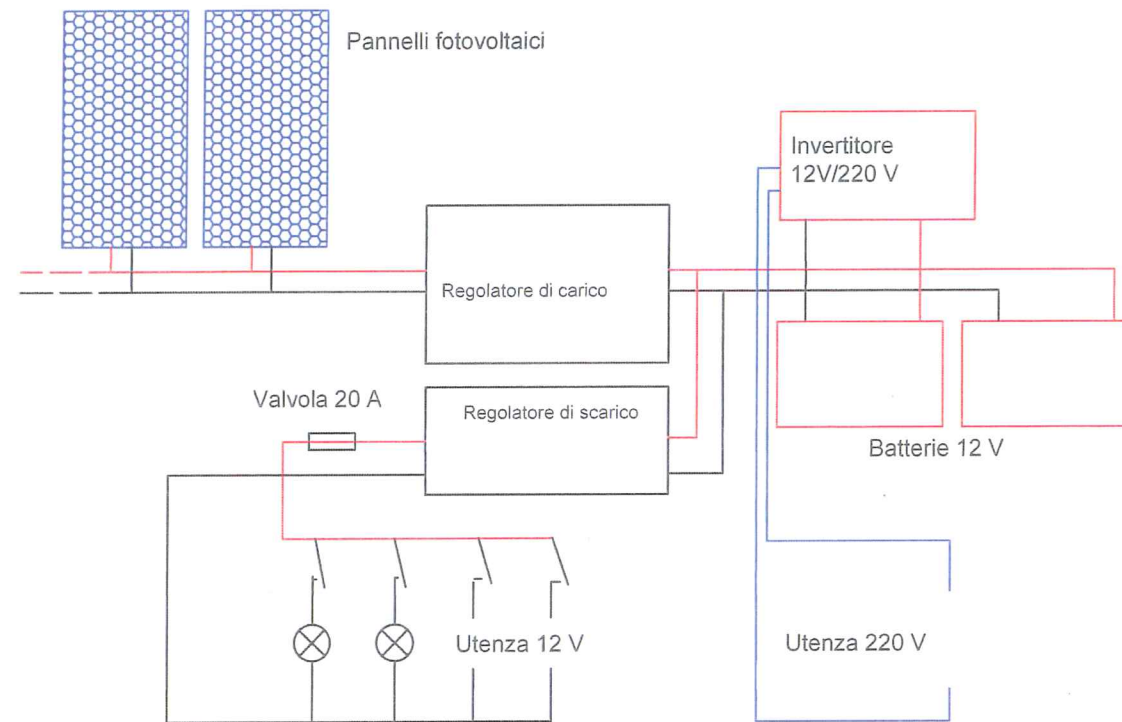 Pannelli fotovoltaici
Invertitore
12V/220 V
Regolatore di carico
Valvola 20 A
Regolatore di scarico
Batterie 12 V
Utenza 12 V
Utenza 220 V